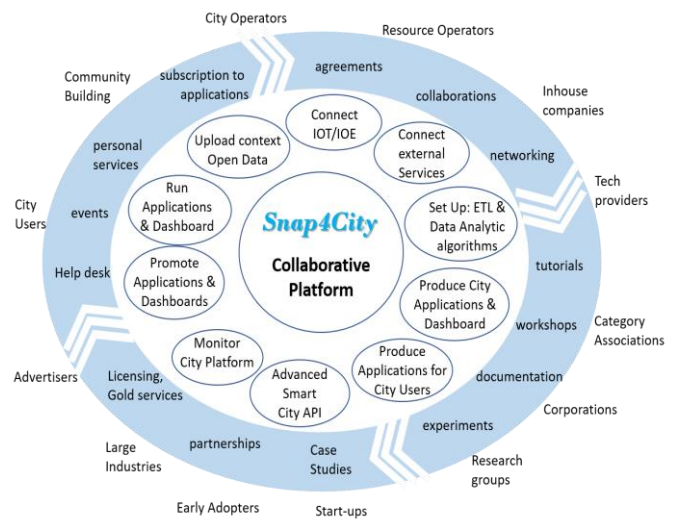 City Operators
Resource Operators
Community
Building
subscription to
applications
agreements
collaborations
Inhouse
companies
personal
services
networking
Tech
providers
City
Users
events
tutorials
Help desk
workshops
Category
Associations
Advertisers
Licensing,
Gold services
documentation
Corporations
Large
Industries
partnerships
Case
Studies
experiments
Research
groups
Early Adopters
Start-ups
Connect
IOT/IOE
Upload context
Open Data
Connect
external
Services
Run
Applications
& Dashboard
Set Up: ETL &
Data Analytic
algorithms
Promote
Applications &
Dashboards
Produce City
Applications &
Dashboard
Monitor
City Platform
Advanced
Smart
City API
Produce
Applications for
City Users
Snap4City
Collaborative
Platform